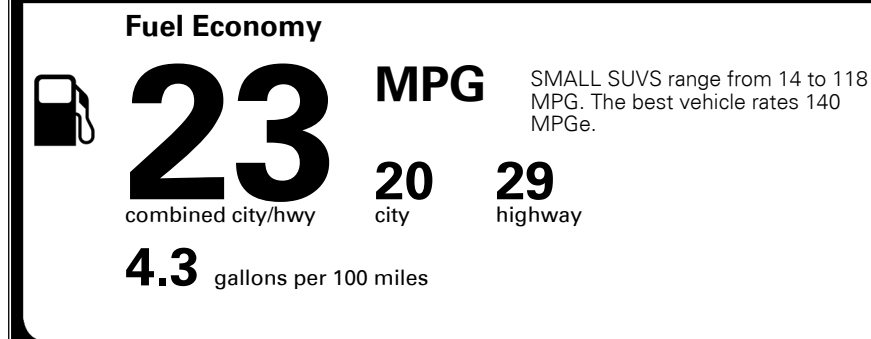 Fuel Economy
23 MPG
SMALL SUVS range from 14 to 118
MPG. The best vehicle rates 140
MPGe.
combined city/hwy
20
city
29
highway
4.3 gallons per 100 miles